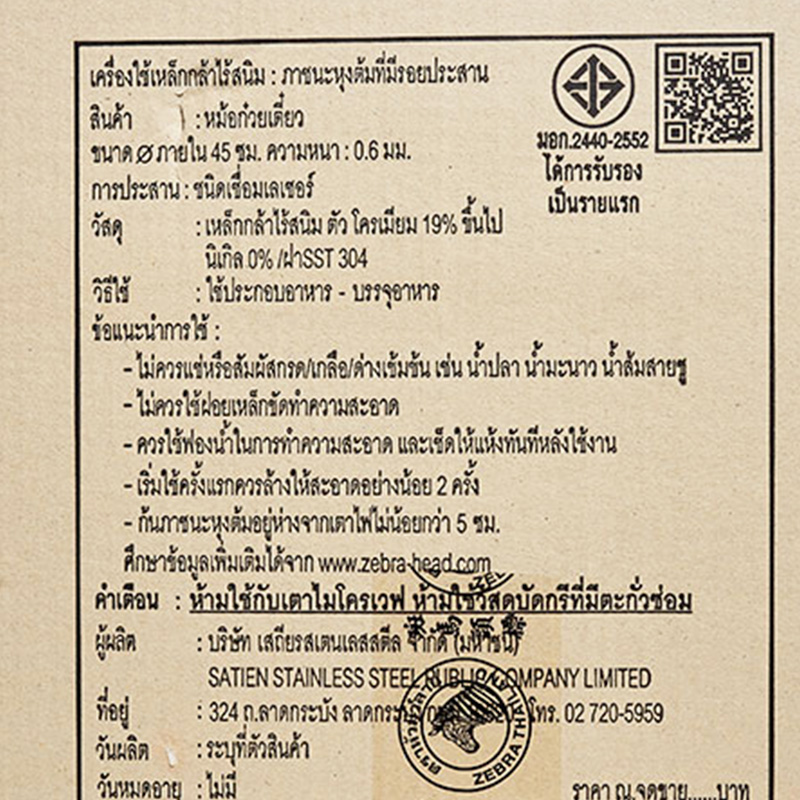 เครื่องใช้เหล็กกล้าไร้สนิม : ภาชนะหุงต้มที่มีรอยประสาน
สินค้า : หม้อก๋วยเตี๋ยว
ขนาด Ø ภายใน 45 ซม. ความหนา : 0.6 มม.
การประสาน : ชนิดเชื่อมเลเซอร์
วัสดุ : เหล็กกล้าไร้สนิม ตัว โครเมียม 19% ขึ้นไป
นิเกิล 0% /ฝาSST 304
วิธีใช้ : ใช้ประกอบอาหาร - บรรจุอาหาร
ข้อแนะนำการใช้ :
- ไม่ควรแช่หรือสัมผัสกรด/เกลือ/ด่างเข้มข้น เช่น น้ำปลา น้ำมะนาว น้ำส้มสายชู
- ไม่ควรใช้ฝอยเหล็กขัดทำความสะอาด
- ควรใช้ฟองน้ำในการทำความสะอาด และเช็ดให้แห้งทันทีหลังใช้งาน
- เริ่มใช้ครั้งแรกควรล้างให้สะอาดอย่างน้อย 2 ครั้ง
- ก้นภาชนะหุงต้มอยู่ห่างจากเตาไฟไม่น้อยกว่า 5 ซม.
ศึกษาข้อมูลเพิ่มเติมได้จาก www.zebra-head.com
คำเตือน : ห้ามใช้กับเตาไมโครเวฟ ห้ามใช้วัสดุบัดกรีที่มีตะกั่วซ่อม
ผู้ผลิต : บริษัท เสถียรสเตนเลสสตีล จำกัด (มหาชน)
SATIEN STAINLESS STEEL PUBLIC COMPANY LIMITED
ที่อยู่ : 324 ถ.ลาดกระบัง โทร. 02 720-5959
วันผลิต : ระบุที่ตัวสินค้า
วันหมดอายุ : ไม่มี
ราคา ณ.จุดขาย......บาท
มอก.2440-2552
ได้การรับรอง
เป็นรายแรก
ZEBRA THAILAND